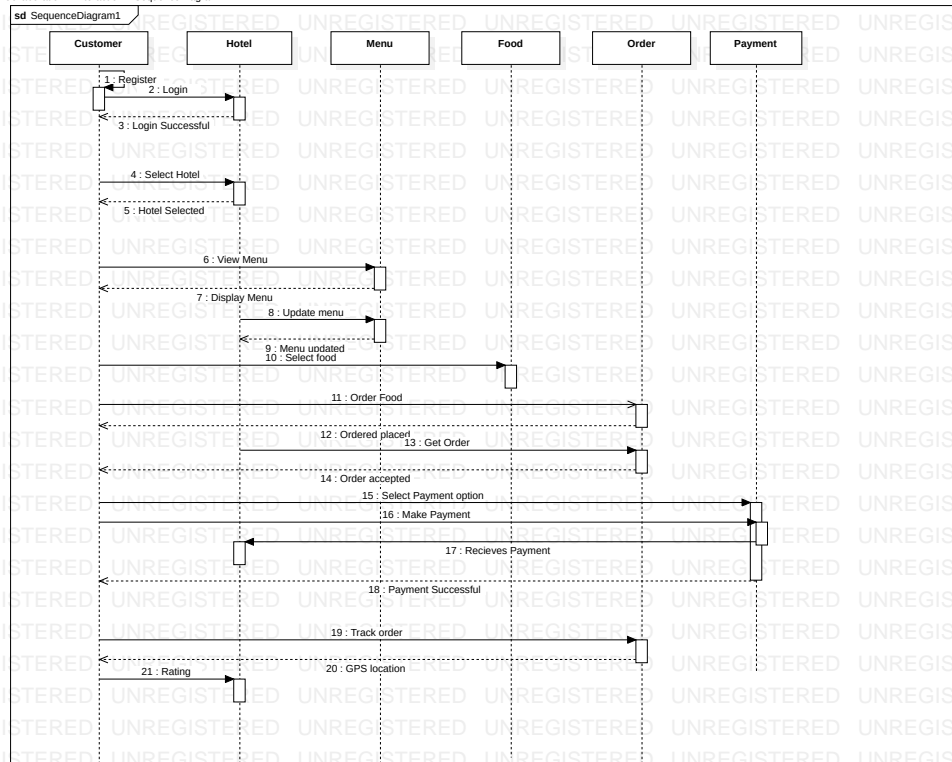 sd SequenceDiagram1
Customer
Hotel
Menu
Food
Order
Payment
1 : Register
2 : Login
3 : Login Successful
4 : Select Hotel
5 : Hotel Selected
6 : View Menu
7 : Display Menu
8 : Update menu
9 : Menu updated
10 : Select food
11 : Order Food
12 : Ordered placed
13 : Get Order
14 : Order accepted
15 : Select Payment option
16 : Make Payment
17 : Recieves Payment
18 : Payment Successful
19 : Track order
20 : GPS location
21 : Rating
UNREGISTERED